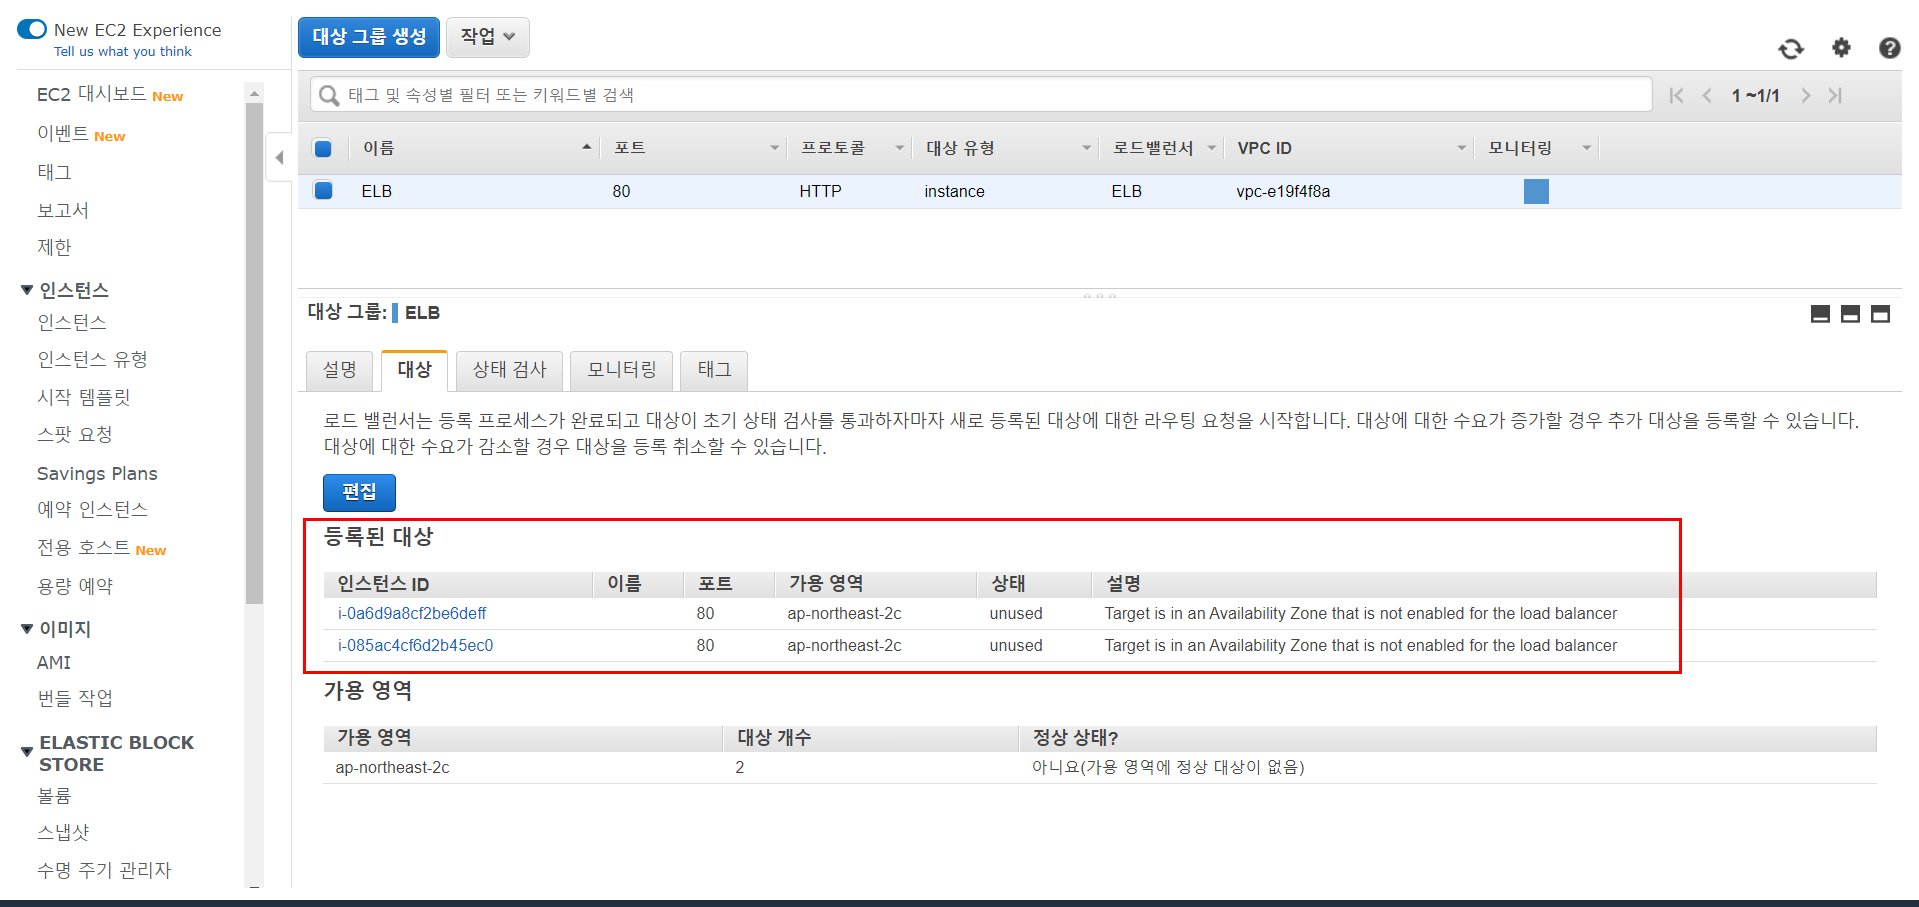 New EC2 Experience
Tell us what you think
EC2 대시보드 New
이벤트 New
태그
보고서
제한
인스턴스
인스턴스
인스턴스 유형
시작 템플릿
스팟 요청
Savings Plans
예약 인스턴스
전용 호스트 New
용량 예약
이미지
AMI
번들 작업
ELASTIC BLOCK
STORE
볼륨
스냅샷
수명 주기 관리자
대상 그룹 생성 작업
태그 및 속성별 필터 또는 키워드별 검색 1 ~1/1
이름 포트 프로토콜 대상 유형 로드밸런서 VPC ID 모니터링
ELB 80 HTTP instance ELB vpc-e19f4f8a
대상 그룹: ELB
설명 대상 상태 검사 모니터링 태그
로드 밸런서는 등록 프로세스가 완료되고 대상이 초기 상태 검사를 통과하자마자 새로 등록된 대상에 대한 라우팅 요청을 시작합니다. 대상에 대한 수요가 증가할 경우 추가 대상을 등록할 수 있습니다.
대상에 대한 수요가 감소할 경우 대상을 등록 취소할 수 있습니다.
편집
등록된 대상
인스턴스 ID 이름 포트 가용 영역 상태 설명
i-0a6d9a8cf2be6deff 80 ap-northeast-2c unused Target is in an Availability Zone that is not enabled for the load balancer
i-085ac4cf6d2b45ec0 80 ap-northeast-2c unused Target is in an Availability Zone that is not enabled for the load balancer
가용 영역
가용 영역 대상 개수 정상 상태?
ap-northeast-2c 2 아니요(가용 영역에 정상 대상이 없음)